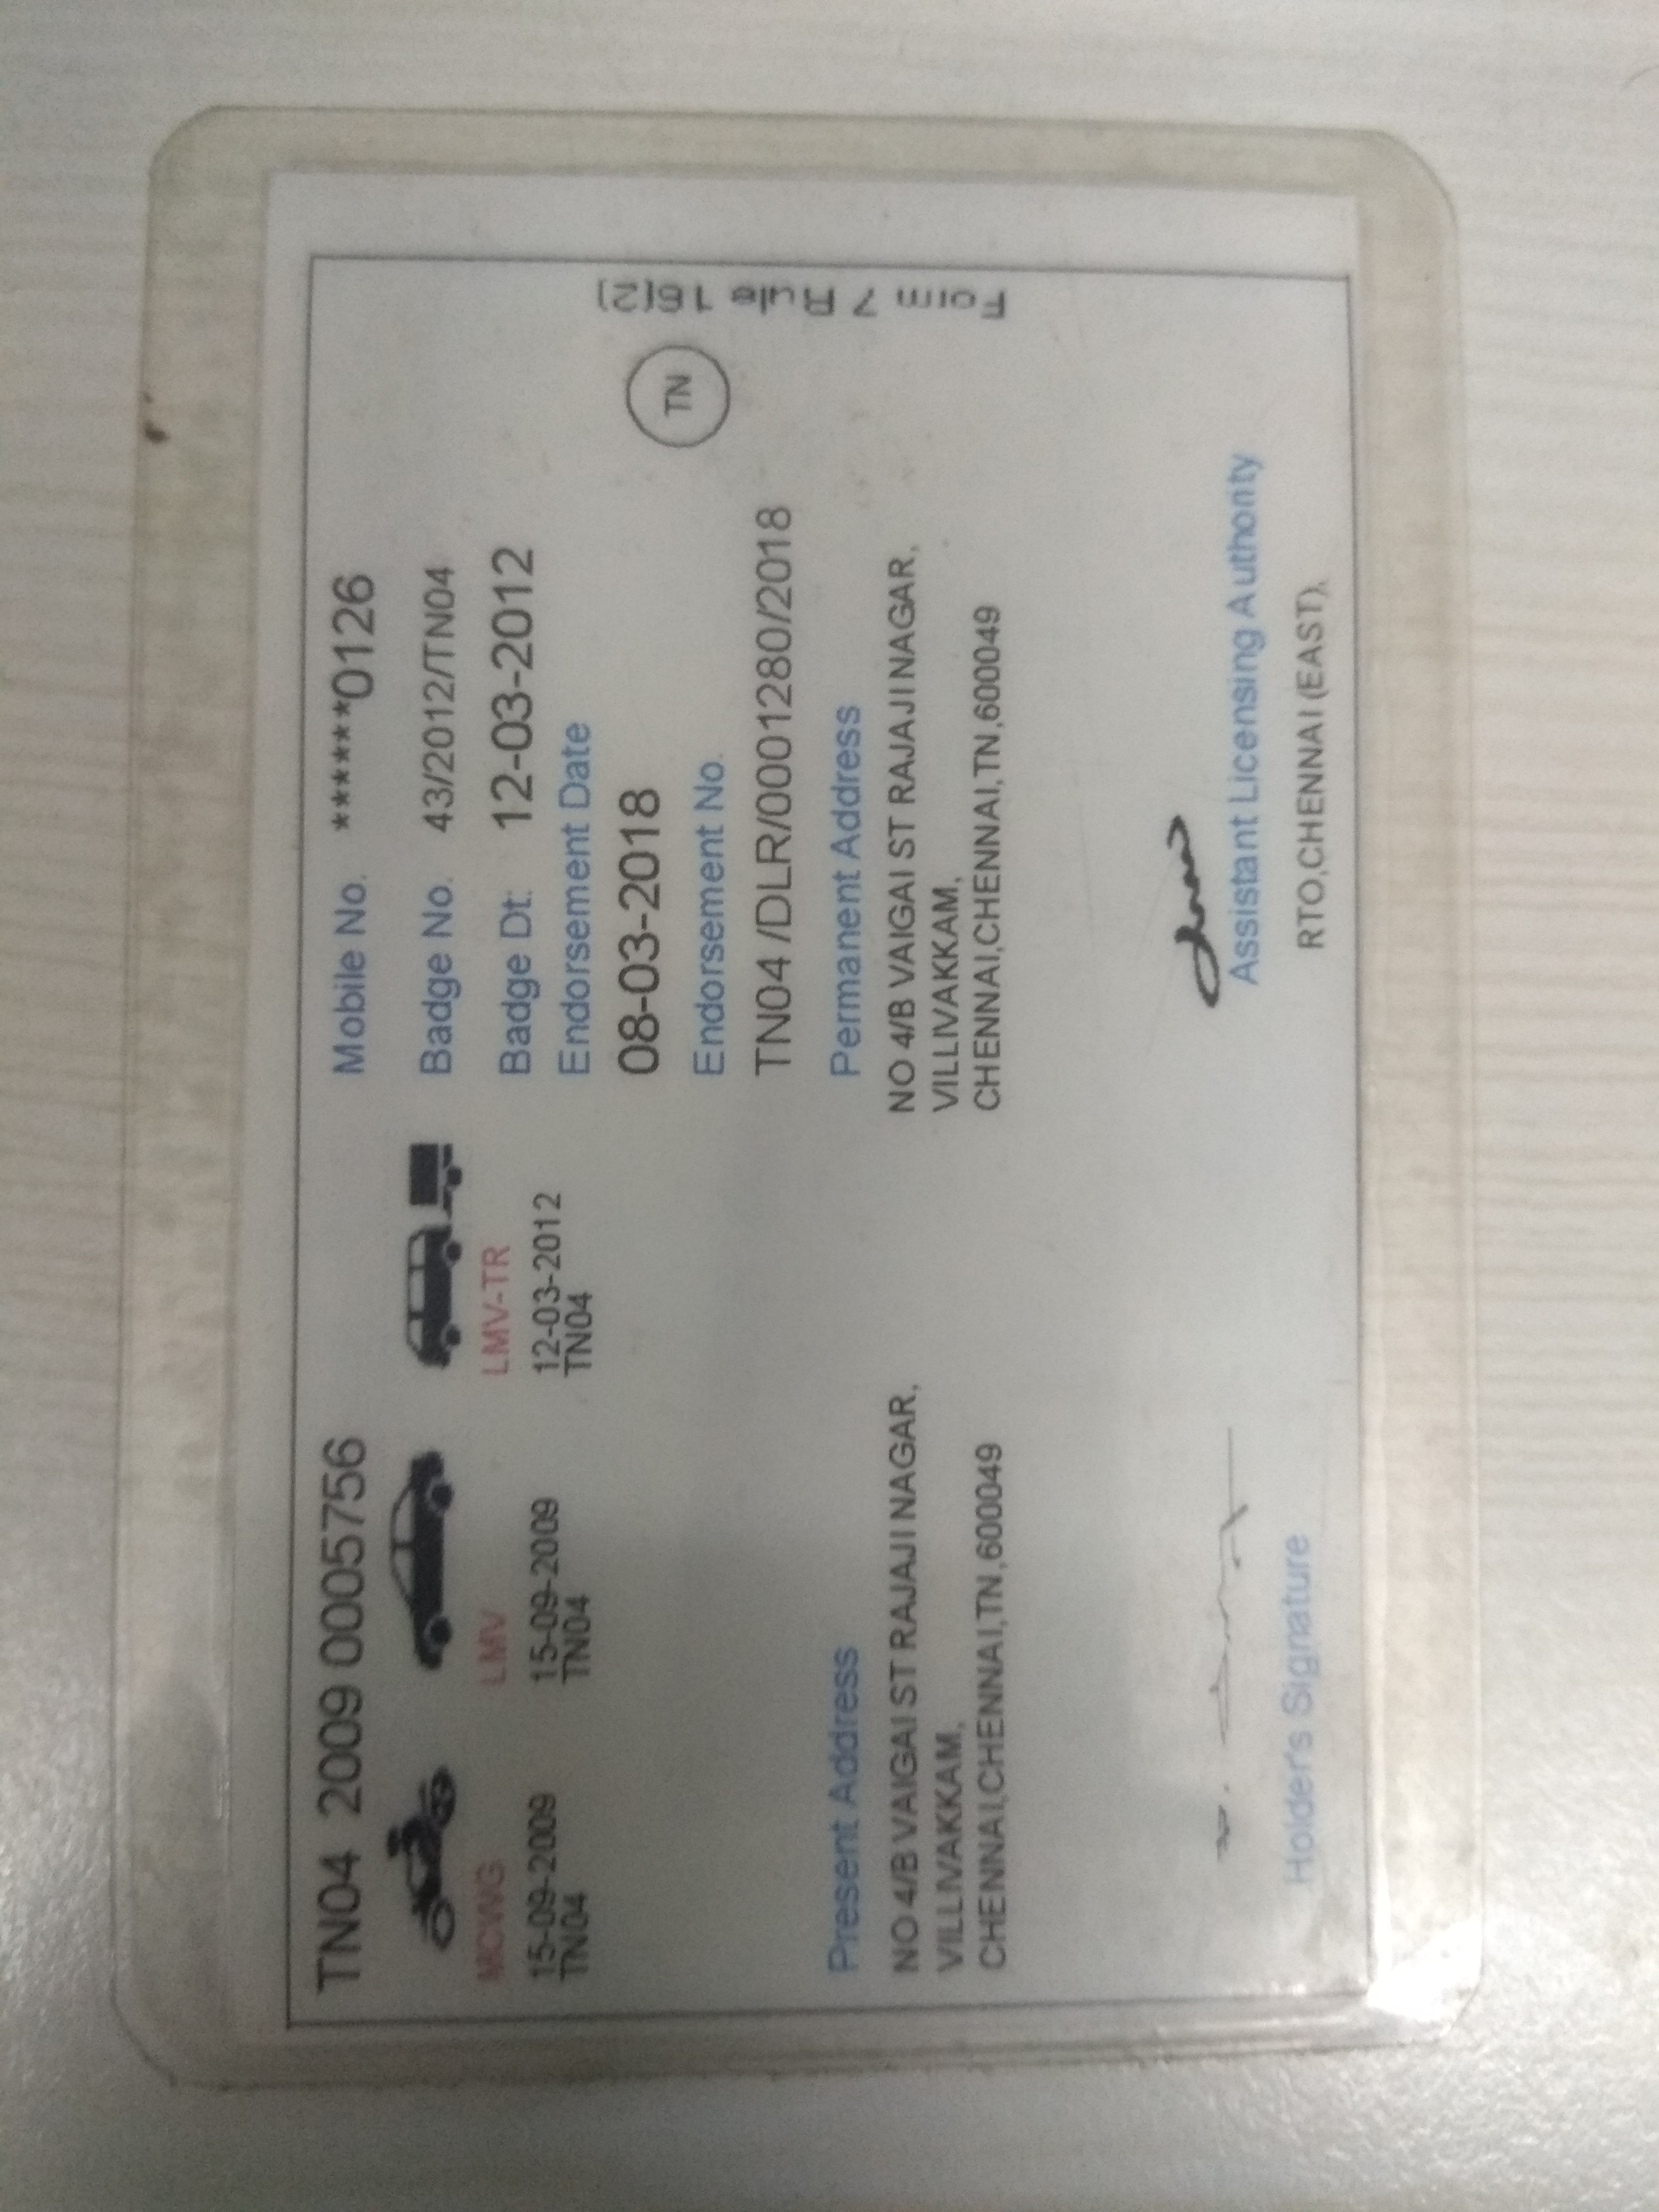 TN04 2009 0005756
MCWG
15-09-2009
TN04
LMV
15-09-2009
TN04
LMV-TR
12-03-2012
TN04
Mobile No. ******0126
Badge No. 43/2012/TN04
Badge Dt: 12-03-2012
Endorsement Date
08-03-2018
Endorsement No.
TN04 /DLR/0001280/2018
TN
Form 7 Rule 16(2)
Present Address
NO 4/B VAIGAI ST RAJAJI NAGAR,
VILLIVAKKAM,
CHENNAI,CHENNAI,TN,600049
Permanent Address
NO 4/B VAIGAI ST RAJAJI NAGAR,
VILLIVAKKAM,
CHENNAI,CHENNAI,TN,600049
Holder's Signature
Assistant Licensing Authority
RTO,CHENNAI (EAST),